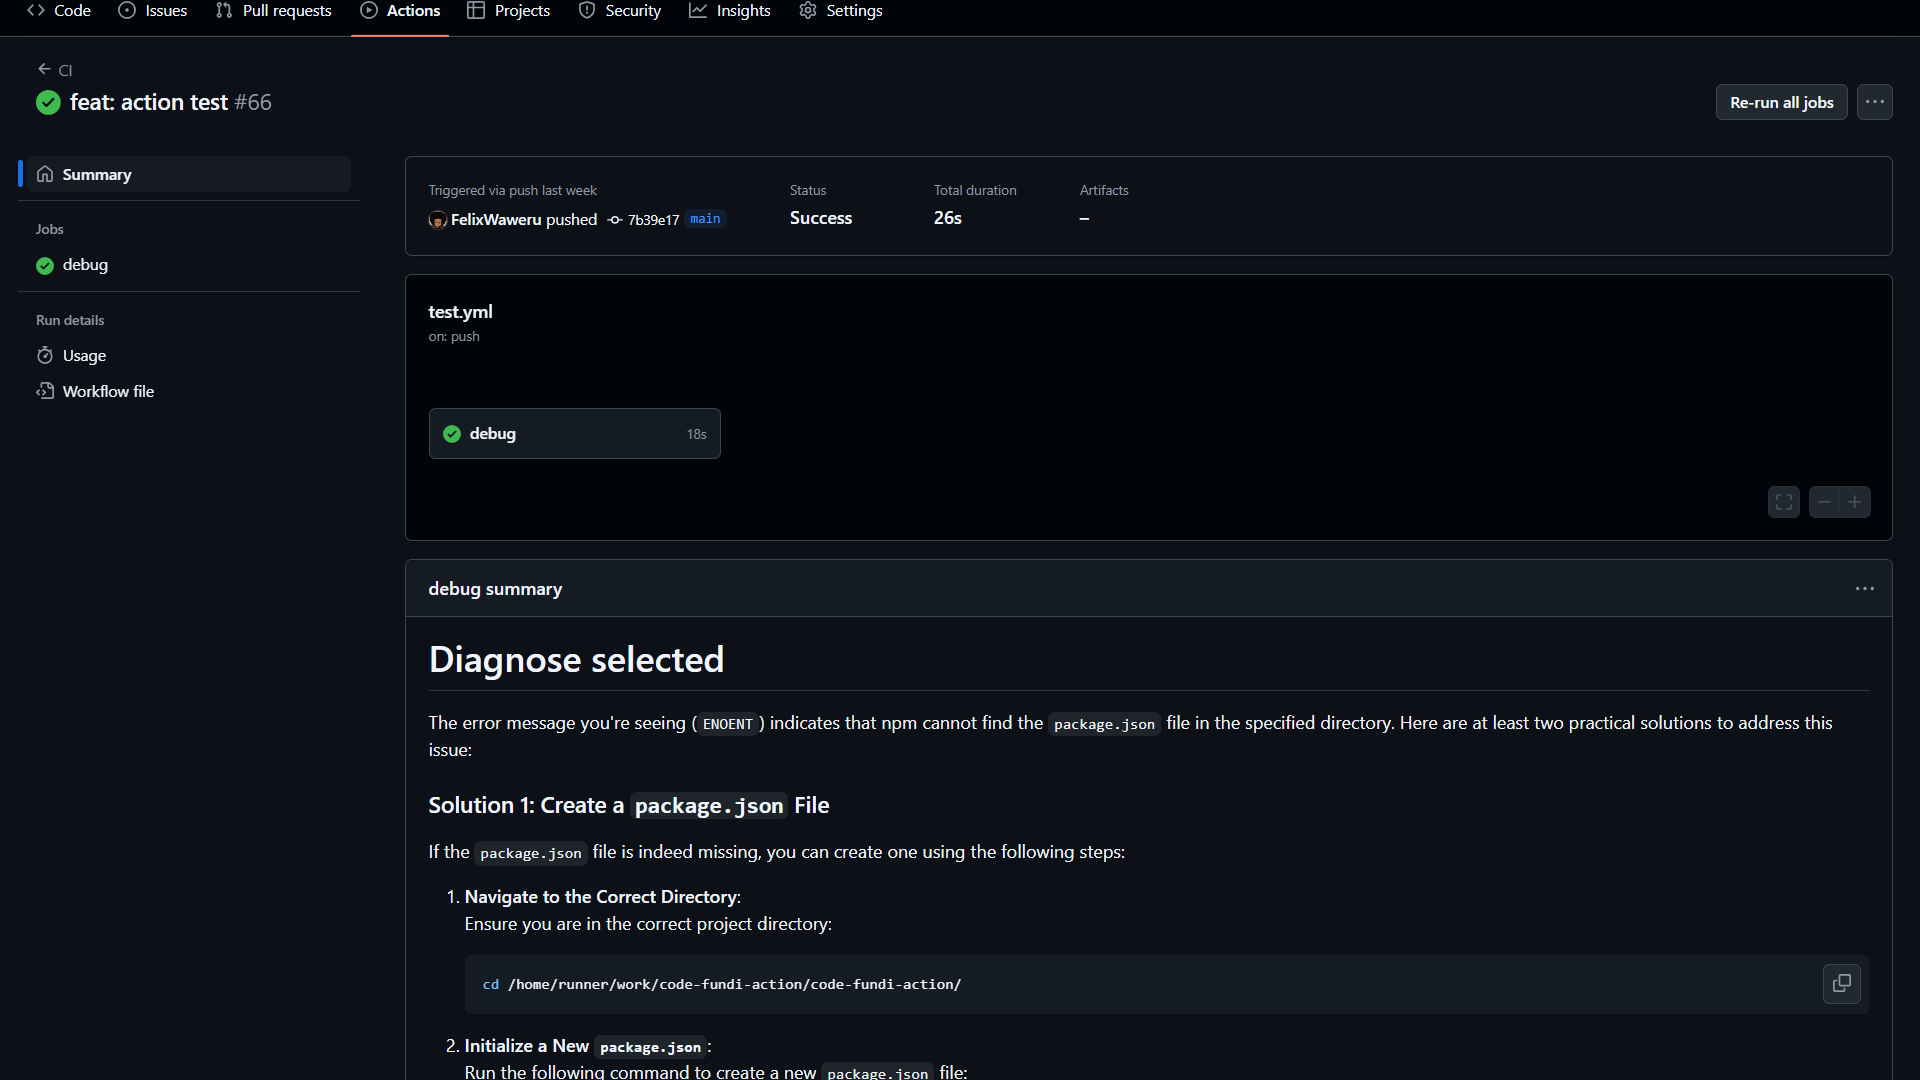 Code Issues Pull requests Actions Projects Security Insights Settings
CI
feat: action test #66
Re-run all jobs
Summary
Jobs
debug
Run details
Usage
Workflow file
Triggered via push last week
FelixWaweru pushed 7b39e17 main
Status
Success
Total duration
26s
Artifacts
–
test.yml
on: push
debug 18s
debug summary
Diagnose selected
The error message you're seeing ( ENOENT ) indicates that npm cannot find the package.json file in the specified directory. Here are at least two practical solutions to address this
issue:
Solution 1: Create a package.json File
If the package.json file is indeed missing, you can create one using the following steps:
1. Navigate to the Correct Directory:
Ensure you are in the correct project directory:
cd /home/runner/work/code-fundi-action/code-fundi-action/
2. Initialize a New package.json :
Run the following command to create a new package.json file: